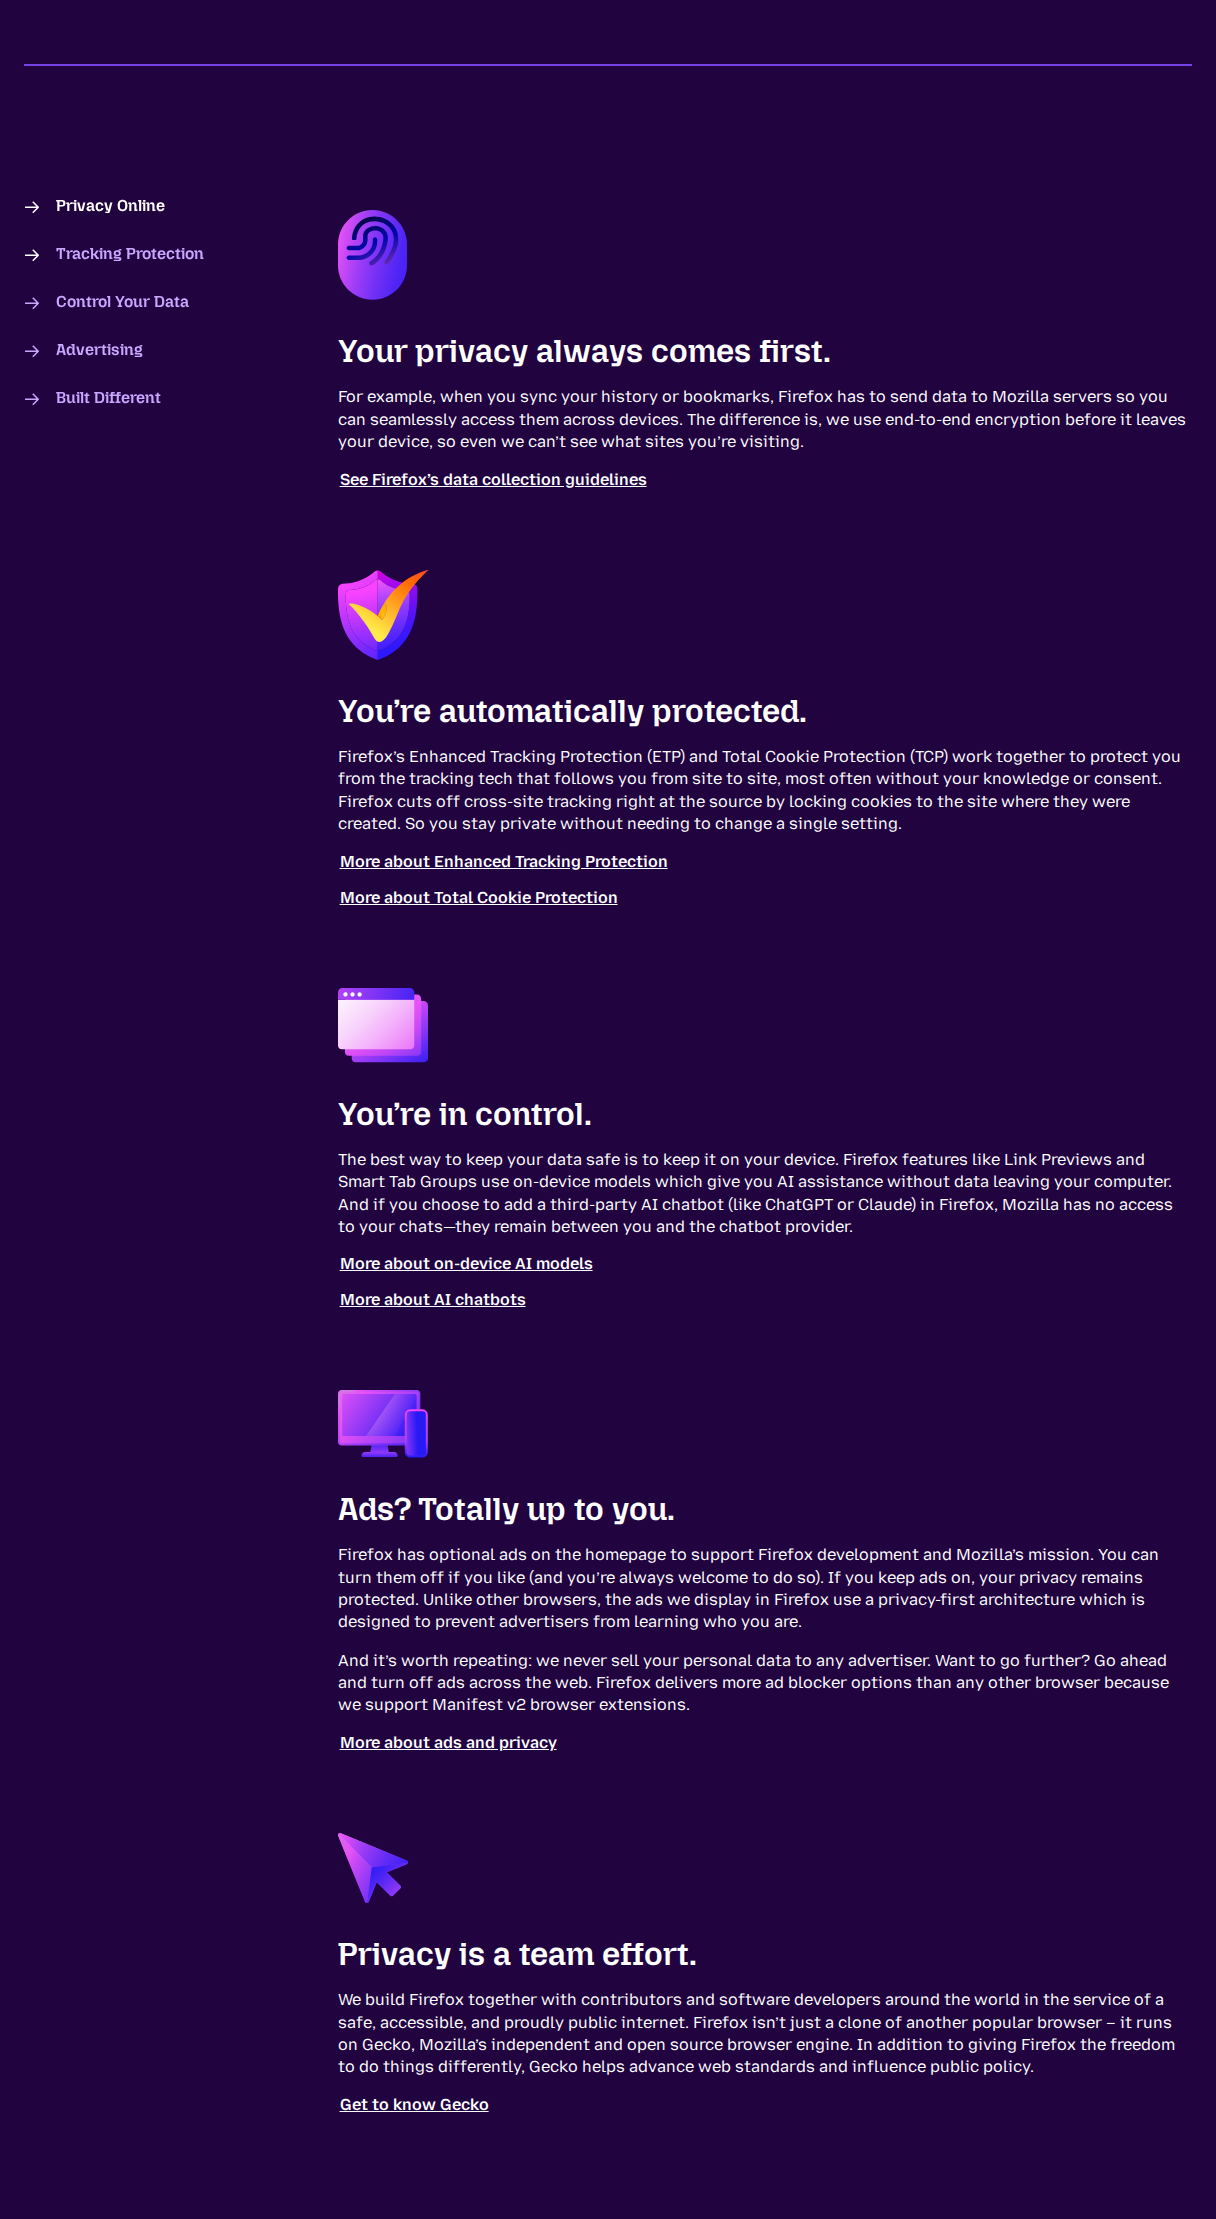 Privacy Online
Tracking Protection
Control Your Data
Advertising
Built Different
Your privacy always comes first.
For example, when you sync your history or bookmarks, Firefox has to send data to Mozilla servers so you
can seamlessly access them across devices. The difference is, we use end-to-end encryption before it leaves
your device, so even we can’t see what sites you’re visiting.
See Firefox’s data collection guidelines
You’re automatically protected.
Firefox’s Enhanced Tracking Protection (ETP) and Total Cookie Protection (TCP) work together to protect you
from the tracking tech that follows you from site to site, most often without your knowledge or consent.
Firefox cuts off cross-site tracking right at the source by locking cookies to the site where they were
created. So you stay private without needing to change a single setting.
More about Enhanced Tracking Protection
More about Total Cookie Protection
You’re in control.
The best way to keep your data safe is to keep it on your device. Firefox features like Link Previews and
Smart Tab Groups use on-device models which give you AI assistance without data leaving your computer.
And if you choose to add a third-party AI chatbot (like ChatGPT or Claude) in Firefox, Mozilla has no access
to your chats—they remain between you and the chatbot provider.
More about on-device AI models
More about AI chatbots
Ads? Totally up to you.
Firefox has optional ads on the homepage to support Firefox development and Mozilla’s mission. You can
turn them off if you like (and you’re always welcome to do so). If you keep ads on, your privacy remains
protected. Unlike other browsers, the ads we display in Firefox use a privacy-first architecture which is
designed to prevent advertisers from learning who you are.
And it’s worth repeating: we never sell your personal data to any advertiser. Want to go further? Go ahead
and turn off ads across the web. Firefox delivers more ad blocker options than any other browser because
we support Manifest v2 browser extensions.
More about ads and privacy
Privacy is a team effort.
We build Firefox together with contributors and software developers around the world in the service of a
safe, accessible, and proudly public internet. Firefox isn’t just a clone of another popular browser – it runs
on Gecko, Mozilla’s independent and open source browser engine. In addition to giving Firefox the freedom
to do things differently, Gecko helps advance web standards and influence public policy.
Get to know Gecko